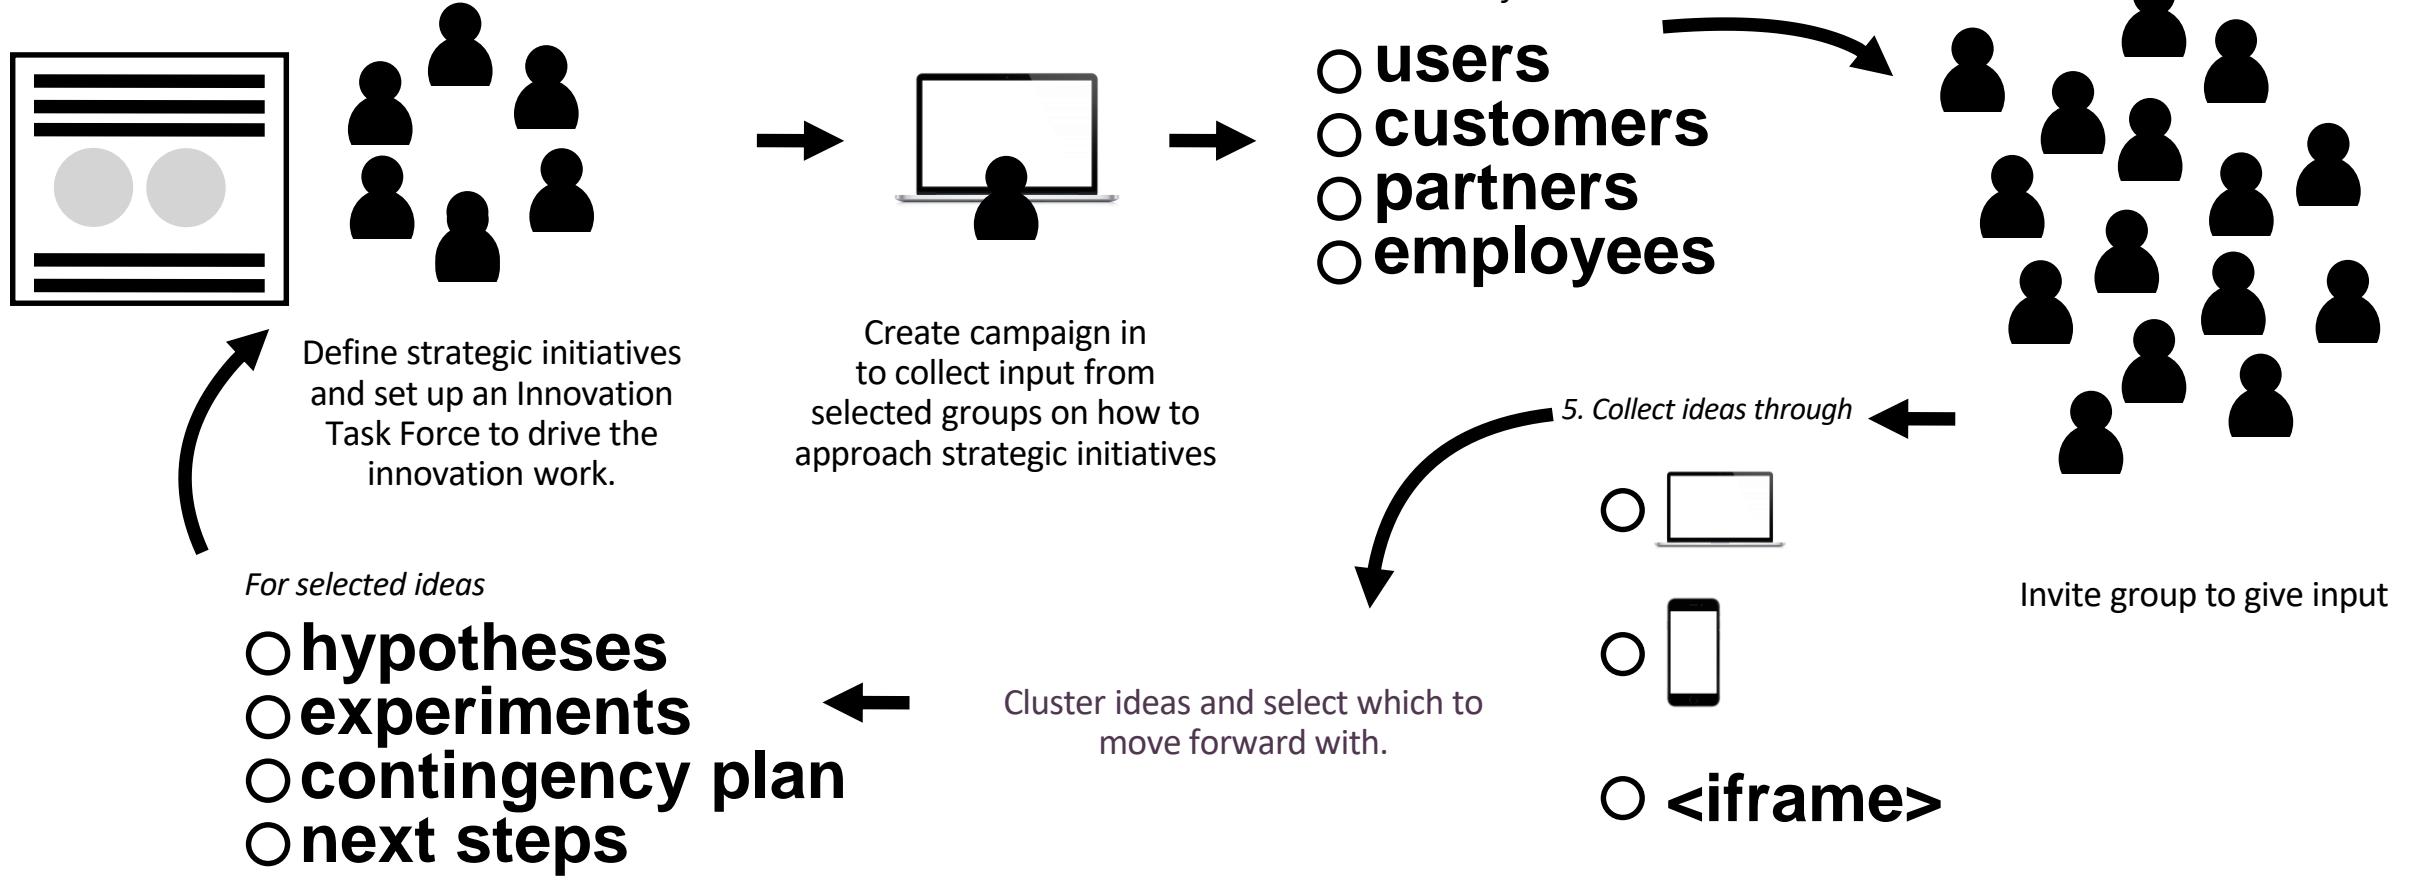 users
customers
partners
employees
Define strategic initiatives
and set up an Innovation
Task Force to drive the
innovation work.
Create campaign in
to collect input from
selected groups on how to
approach strategic initiatives
5. Collect ideas through
Invite group to give input
<iframe>
Cluster ideas and select which to
move forward with.
For selected ideas
hypotheses
experiments
contingency plan
next steps